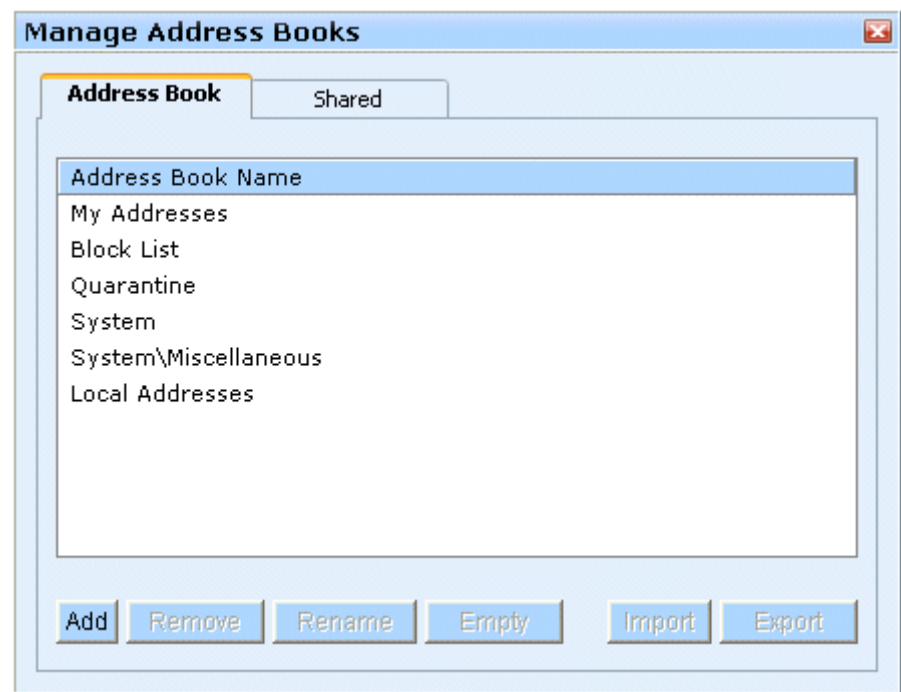 Manage Address Books
Address Book Shared
Address Book Name
My Addresses
Block List
Quarantine
System
System\Miscellaneous
Local Addresses
Add Remove Rename Empty Import Export